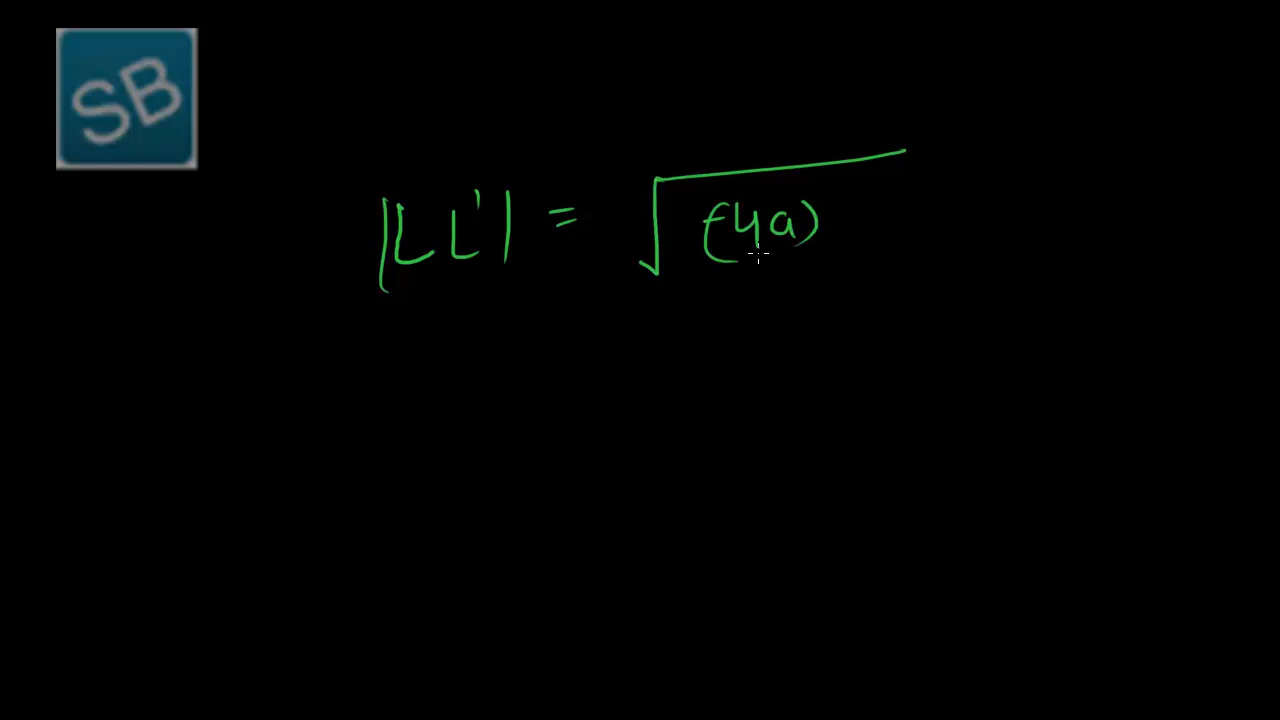 SB
|LL'| = √(-4a)